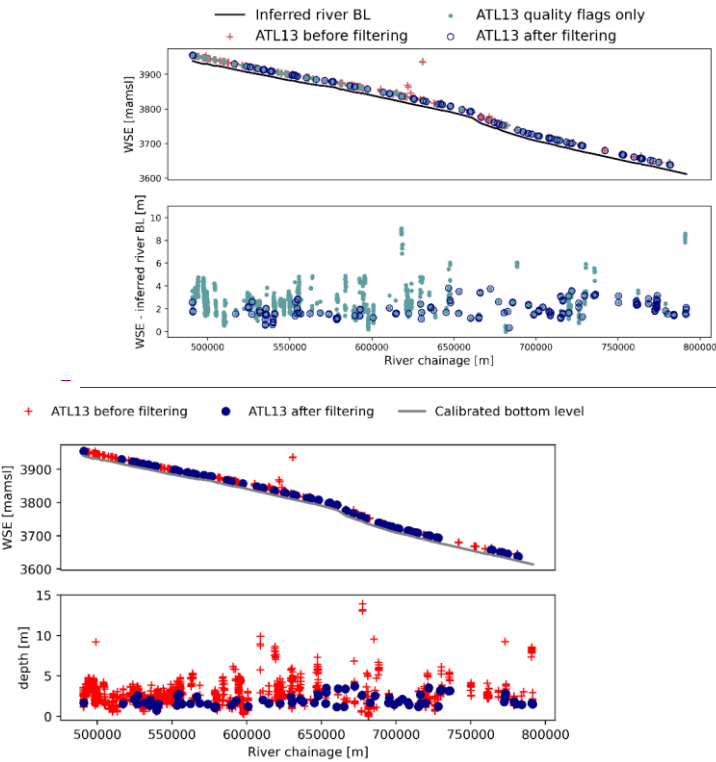 Inferred river BL
ATL13 before filtering
ATL13 quality flags only
ATL13 after filtering
3900
3800
3700
3600
WSE [mamsl]
10
8
6
4
2
0
WSE - inferred river BL [m]
500000 550000 600000 650000 700000 750000 800000
River chainage [m]
ATL13 before filtering ATL13 after filtering Calibrated bottom level
3900
3800
3700
3600
WSE [mamsl]
15
10
5
0
depth [m]
500000 550000 600000 650000 700000 750000 800000
River chainage [m]